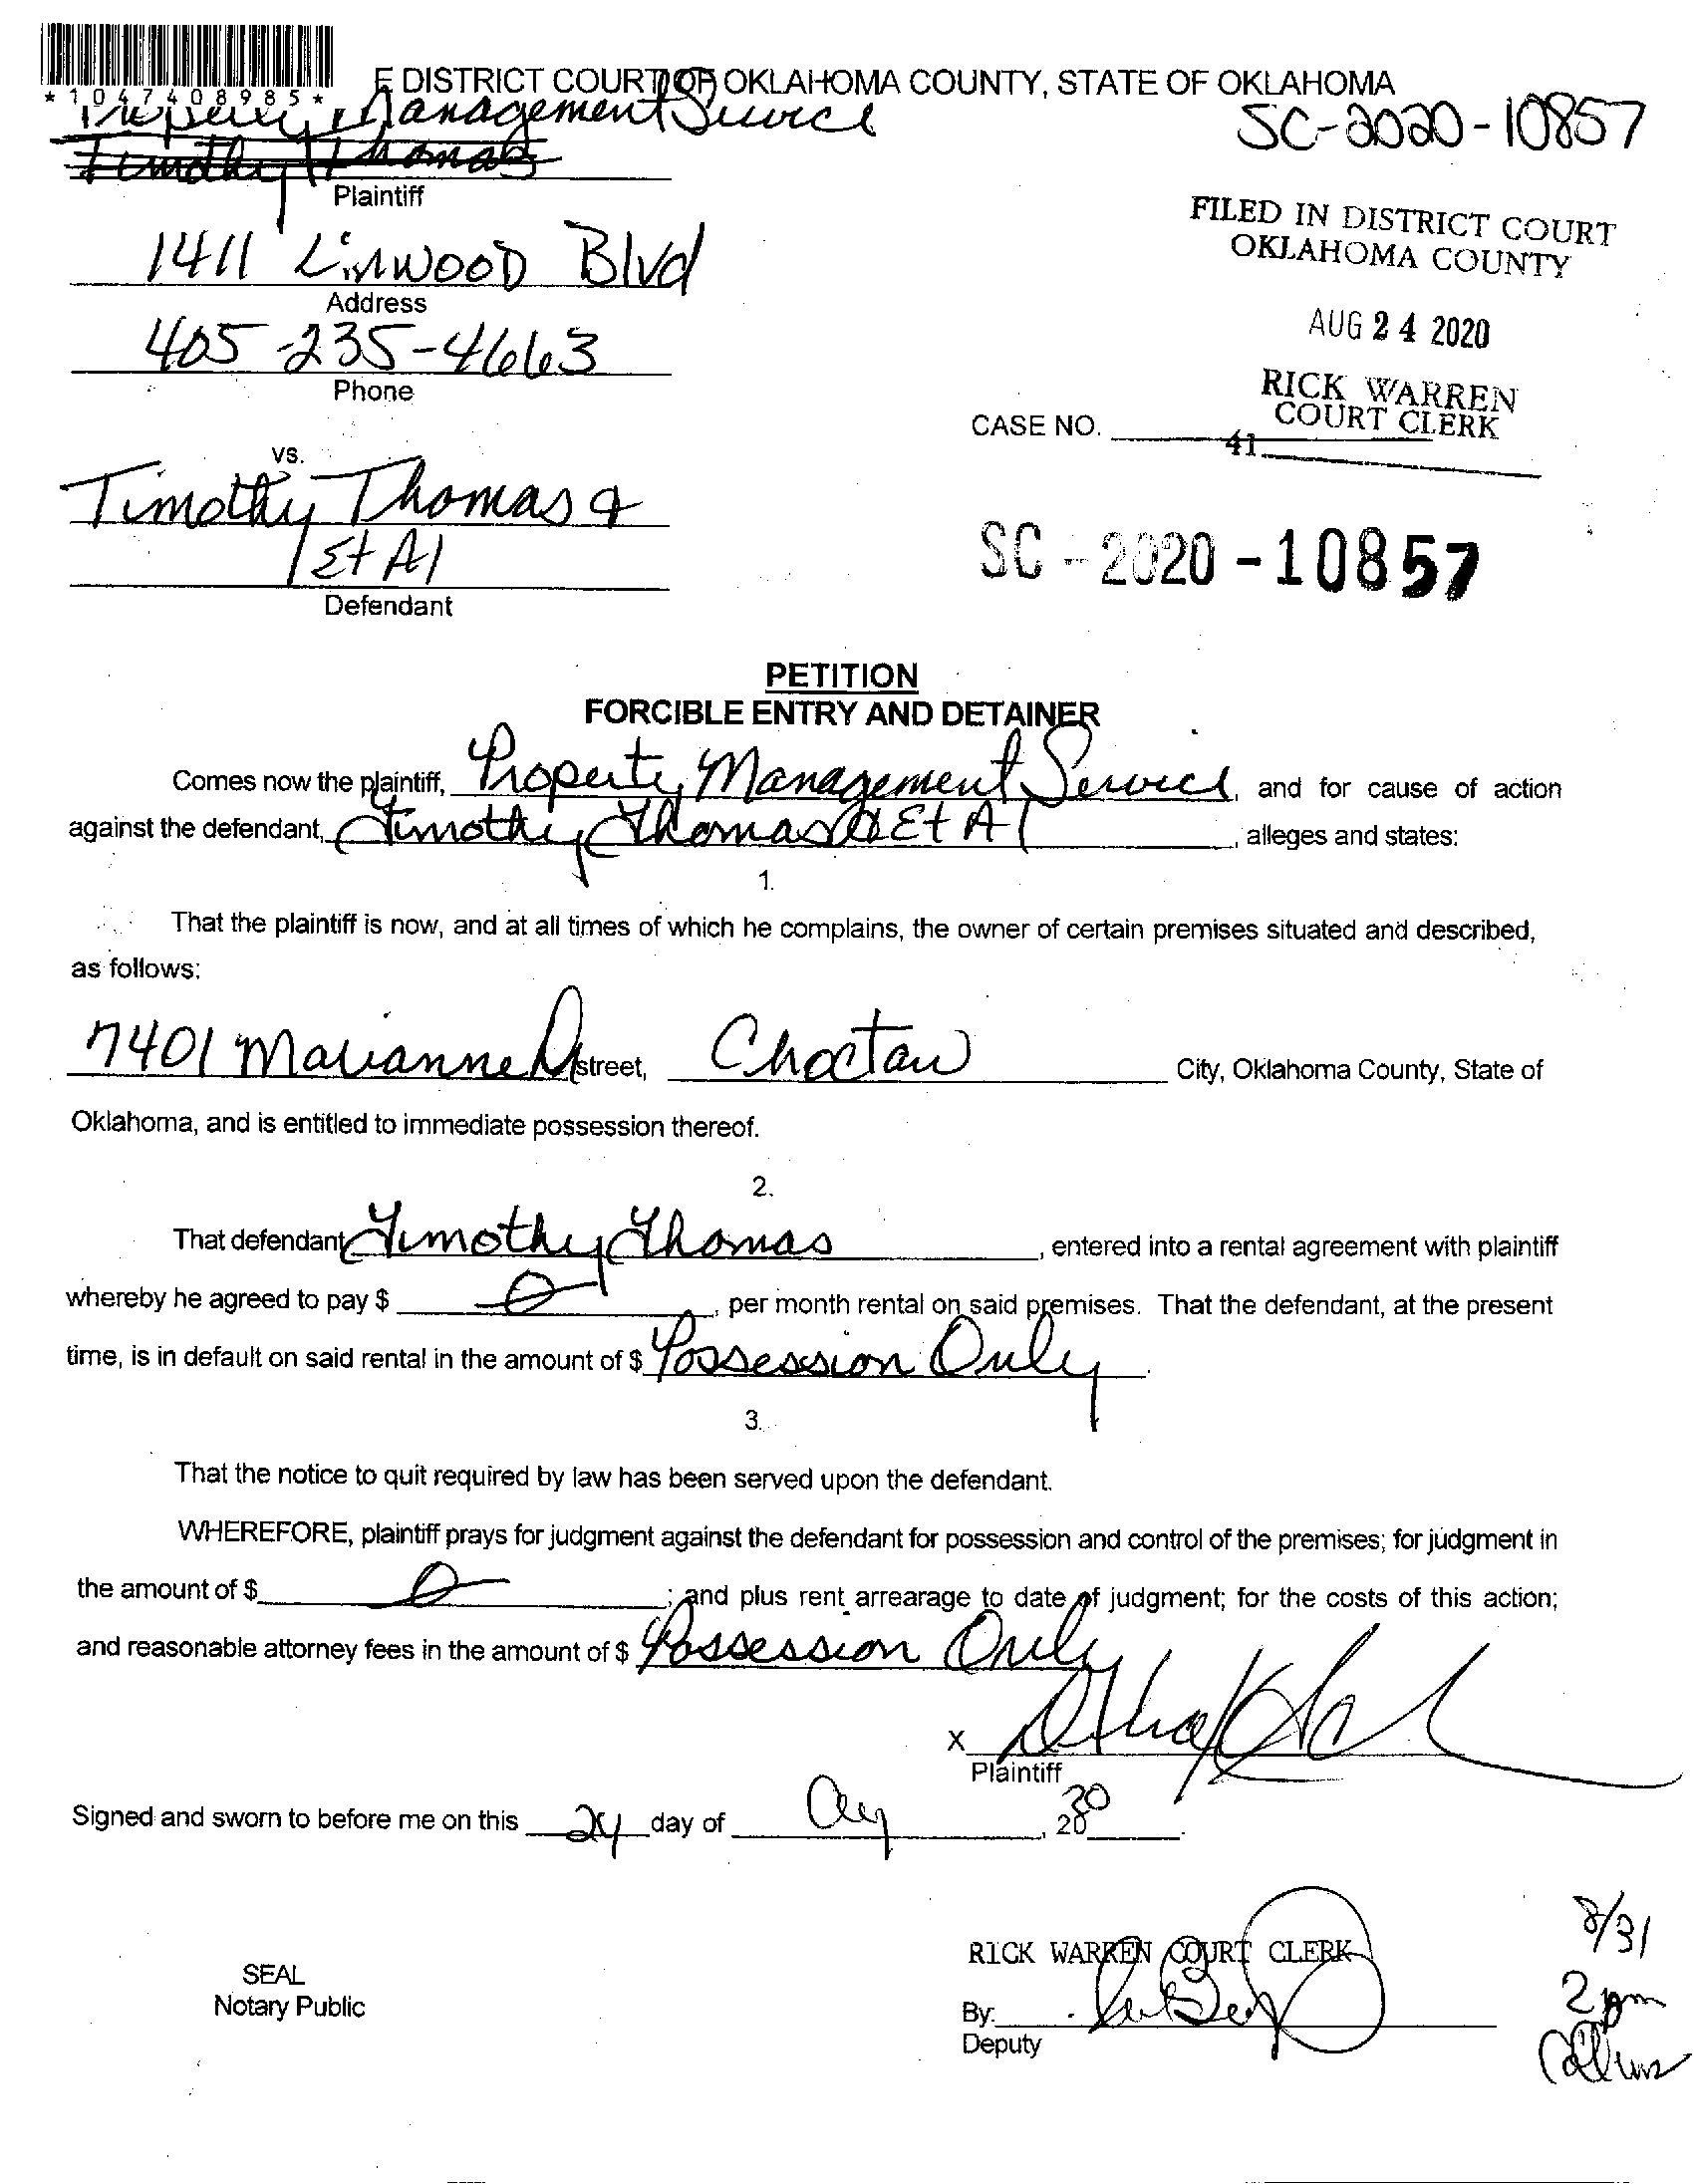 *1047408985*
E DISTRICT COURT OF OKLAHOMA COUNTY, STATE OF OKLAHOMA
Property Management Service
SC-2020-10857
Timothy Thomas
Plaintiff
FILED IN DISTRICT COURT
OKLAHOMA COUNTY
1411 LinwooD Blvd
Address
AUG 24 2020
405-235-4663
Phone
RICK WARREN
COURT CLERK
CASE NO.
41
vs.
Timothy Thomas &
Et Al
Defendant
SC-2020-10857
PETITION
FORCIBLE ENTRY AND DETAINER
Comes now the plaintiff, Property Management Service, and for cause of action
against the defendant, Timothy Thomas & Et Al, alleges and states:
1.
That the plaintiff is now, and at all times of which he complains, the owner of certain premises situated and described,
as follows:
7401 Marianne Dr street, Choctaw City, Oklahoma County, State of
Oklahoma, and is entitled to immediate possession thereof.
2.
That defendant Timothy Thomas, entered into a rental agreement with plaintiff
whereby he agreed to pay $ 0, per month rental on said premises. That the defendant, at the present
time, is in default on said rental in the amount of $ Possession Only.
3.
That the notice to quit required by law has been served upon the defendant.
WHEREFORE, plaintiff prays for judgment against the defendant for possession and control of the premises; for judgment in
the amount of $ 0; and plus rent arrearage to date of judgment; for the costs of this action;
and reasonable attorney fees in the amount of $ Possession Only
X
Plaintiff
Signed and sworn to before me on this 24 day of Aug, 2020.
8/31
RICK WARREN COURT CLERK
SEAL
Notary Public
2pm
By:
Deputy
Collins